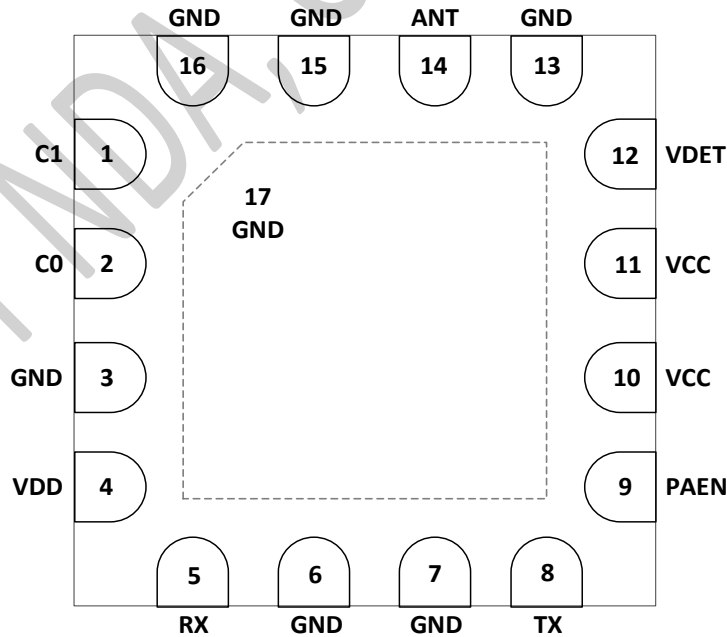 GND GND ANT GND
16 15 14 13
C1 1 12 VDET
17
GND
C0 2 11 VCC
GND 3 10 VCC
VDD 4 9 PAEN
5 6 7 8
RX GND GND TX
NDA,